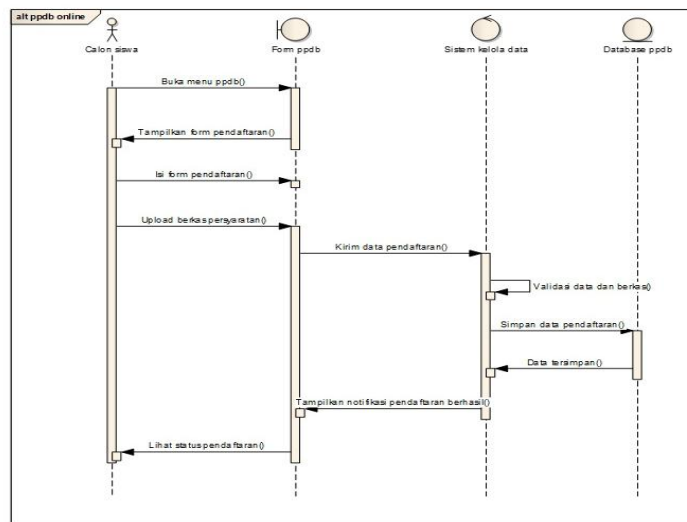 alt ppdb online
Calon siswa
Form ppdb
Sistem kelola data
Database ppdb
Buka menu ppdb()
Tampilkan form pendaftaran()
Isi form pendaftaran()
Upload berkas persyaratan()
Kirim data pendaftaran()
Validasi data dan berkas()
Simpan data pendaftaran()
Data tersimpan()
Tampilkan notifikasi pendaftaran berhasil()
Lihat status pendaftaran()